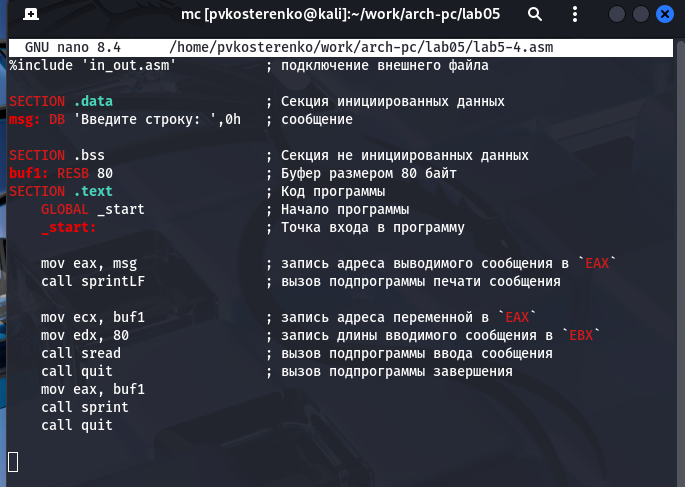 mc [pvkosterenko@kali]:~/work/arch-pc/lab05
GNU nano 8.4 /home/pvkosterenko/work/arch-pc/lab05/lab5-4.asm
%include 'in_out.asm' ; подключение внешнего файла
SECTION .data ; Секция инициированных данных
msg: DB 'Введите строку: ',0h ; сообщение
SECTION .bss ; Секция не инициированных данных
buf1: RESB 80 ; Буфер размером 80 байт
SECTION .text ; Код программы
GLOBAL _start ; Начало программы
_start: ; Точка входа в программу
mov eax, msg ; запись адреса выводимого сообщения в `EAX`
call sprintLF ; вызов подпрограммы печати сообщения
mov ecx, buf1 ; запись адреса переменной в `EAX`
mov edx, 80 ; запись длины вводимого сообщения в `EBX`
call sread ; вызов подпрограммы ввода сообщения
call quit ; вызов подпрограммы завершения
mov eax, buf1
call sprint
call quit